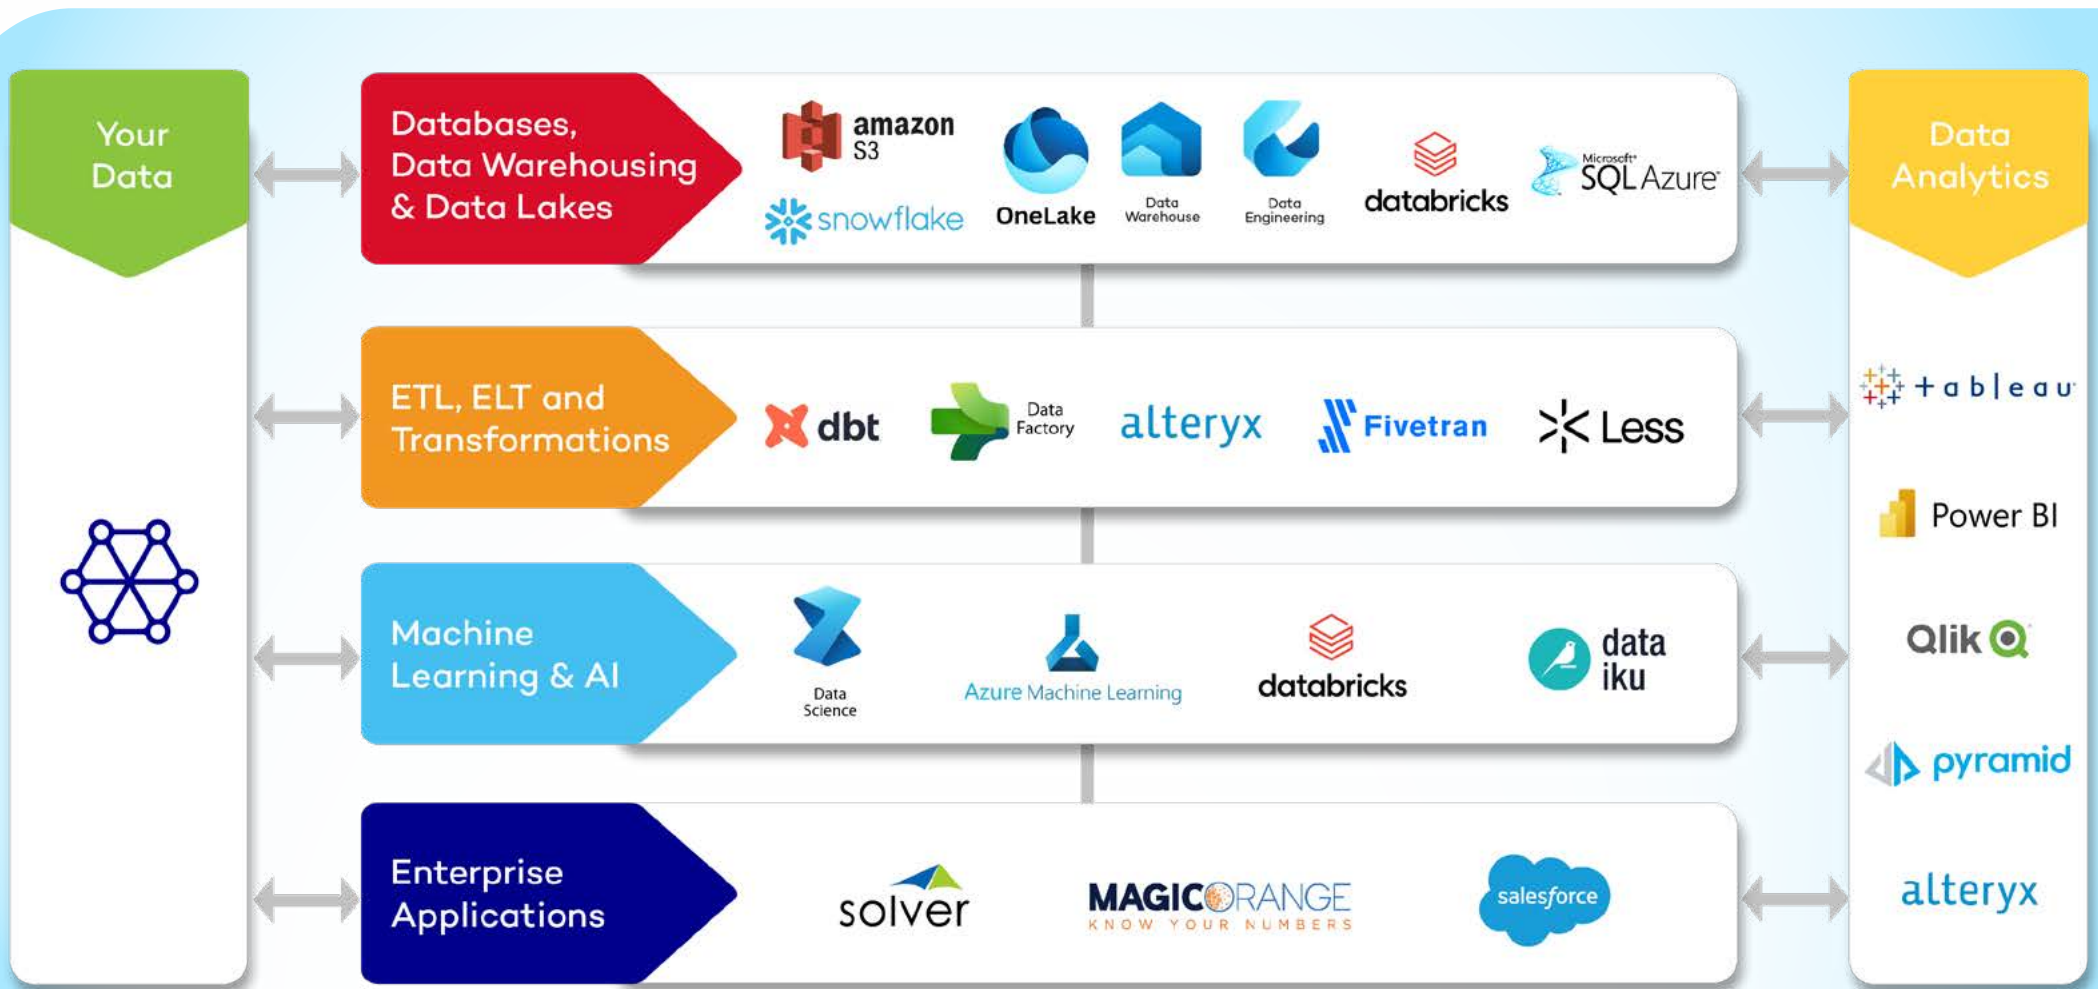 Your
Data
Databases,
Data Warehousing
& Data Lakes
amazon
S3
snowflake
OneLake
Data
Warehouse
Data
Engineering
databricks
Microsoft®
SQL Azure™
Data
Analytics
ETL, ELT and
Transformations
dbt
Data
Factory
alteryx
Fivetran
Less
Machine
Learning & AI
Data
Science
Azure Machine Learning
databricks
data
iku
Enterprise
Applications
solver
MAGICORANGE
KNOW YOUR NUMBERS
salesforce
+ableau
Power BI
Qlik
pyramid
alteryx